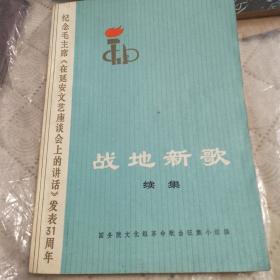 纪念毛主席《在延安文艺座谈会上的讲话》发表31周年
战地新歌
续集
国务院文化组革命歌曲征集小组编